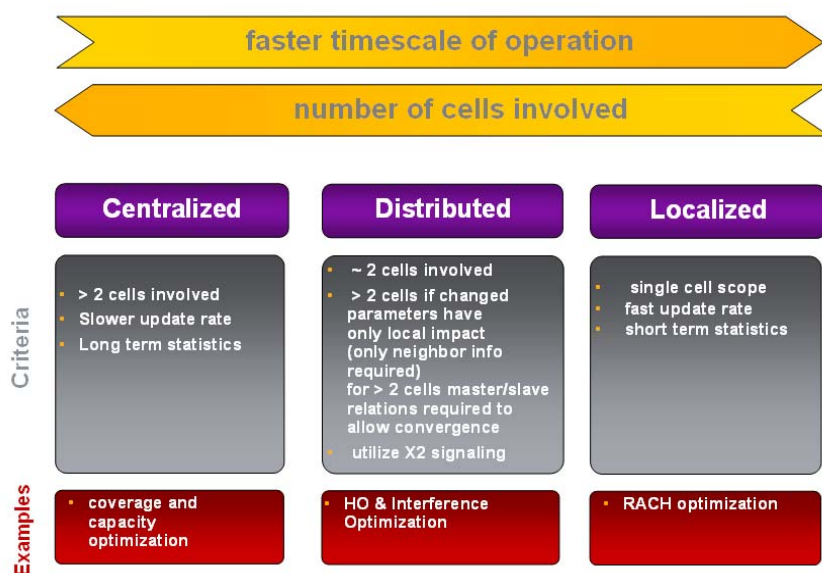 faster timescale of operation
number of cells involved
Centralized
Distributed
Localized
Criteria
▪ > 2 cells involved
▪ Slower update rate
▪ Long term statistics
▪ ~ 2 cells involved
▪ > 2 cells if changed
parameters have
only local impact
(only neighbor info
required)
for > 2 cells master/slave
relations required to
allow convergence
▪ utilize X2 signaling
▪ single cell scope
▪ fast update rate
▪ short term statistics
Examples
▪ coverage and
capacity
optimization
▪ HO & Interference
Optimization
▪ RACH optimization